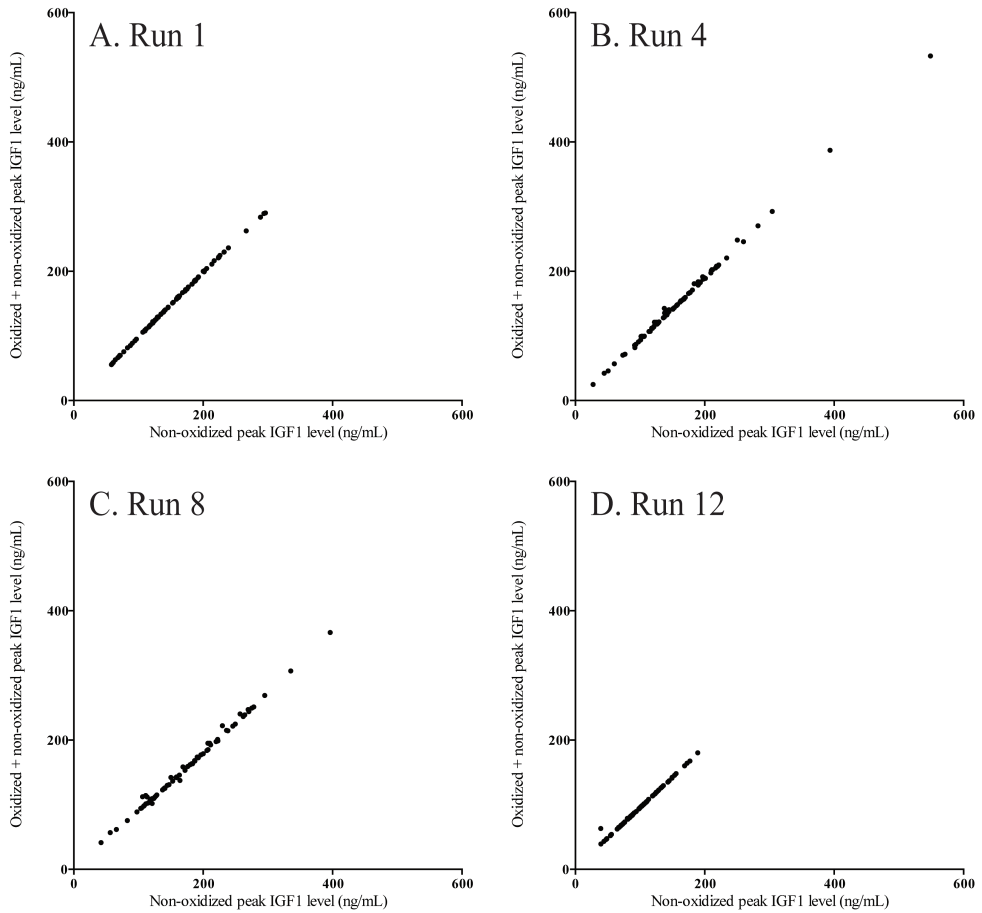 A. Run 1
Oxidized + non-oxidized peak IGF1 level (ng/mL)
600
400
200
0
0 200 400 600
Non-oxidized peak IGF1 level (ng/mL)
B. Run 4
Oxidized + non-oxidized peak IGF1 level (ng/mL)
600
400
200
0
0 200 400 600
Non-oxidized peak IGF1 level (ng/mL)
C. Run 8
Oxidized + non-oxidized peak IGF1 level (ng/mL)
600
400
200
0
0 200 400 600
Non-oxidized peak IGF1 level (ng/mL)
D. Run 12
Oxidized + non-oxidized peak IGF1 level (ng/mL)
600
400
200
0
0 200 400 600
Non-oxidized peak IGF1 level (ng/mL)